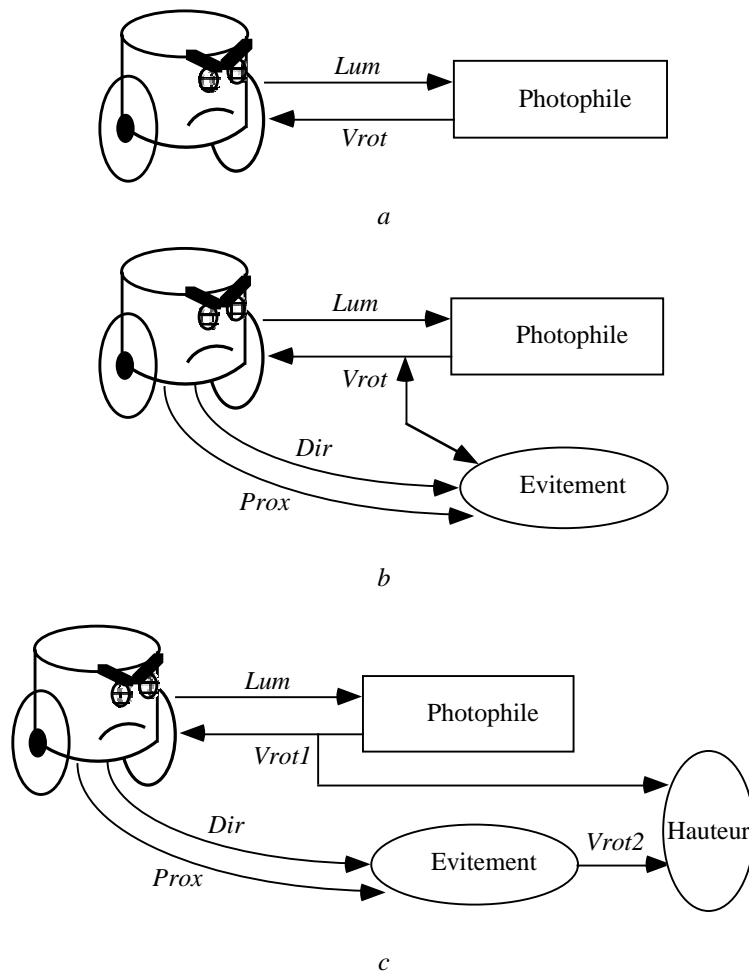 Lum
Photophile
Vrot
a
Lum
Photophile
Vrot
Dir
Evitement
Prox
b
Lum
Photophile
Vrot1
Dir
Hauteur
Vrot2
Evitement
Prox
c